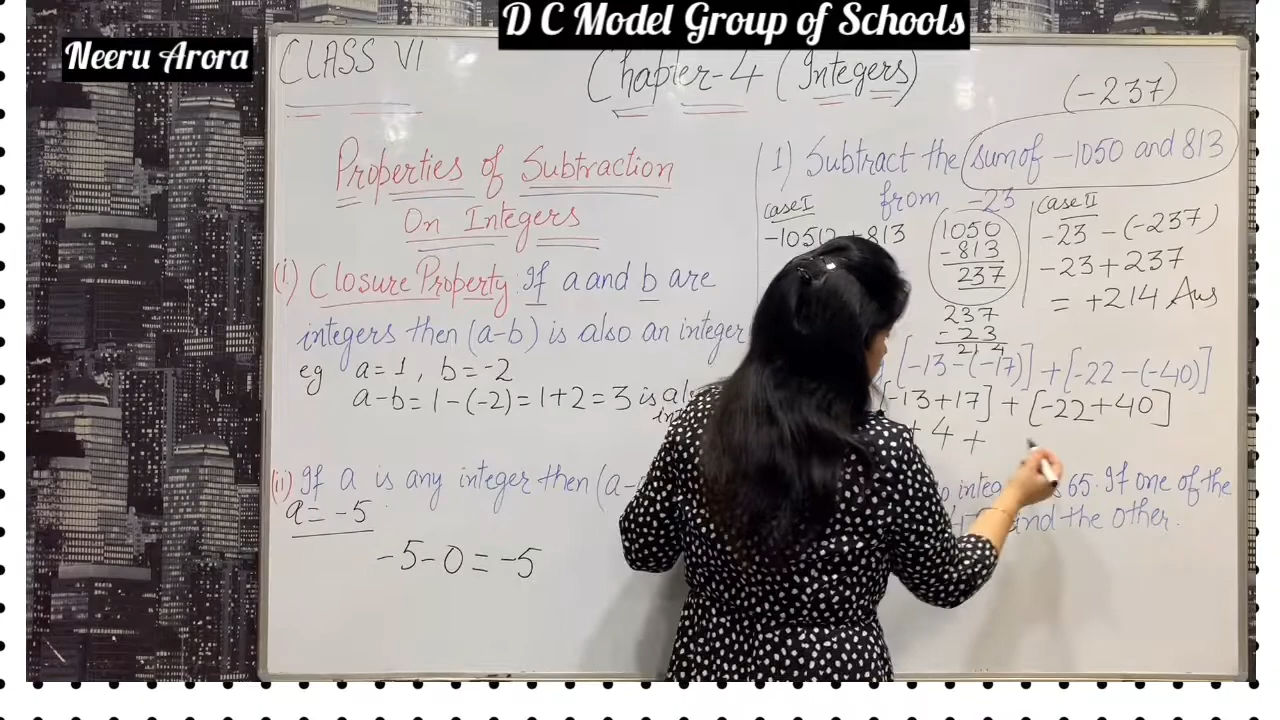 D C Model Group of Schools
Neeru Arora
CLASS VI
Chapter-4 (Integers)
(-237)
Properties of Subtraction
On Integers
(i) Closure Property If a and b are
integers then (a-b) is also an integer
eg a=1, b=-2
a-b=1-(-2)=1+2=3 is
(ii) If a is any integer then (a-
a=-5
-5-0=-5
1) Subtract the sum of -1050 and 813
from -23
Case I
+813
1050
-813
237
237
-23
214
Case II
-23-(-237)
-23+237
=+214 Ans
[-13-(-17)]+[-22-(-40)]
-13+17]+[-22+40]
+4+
65. If one of the
the other.